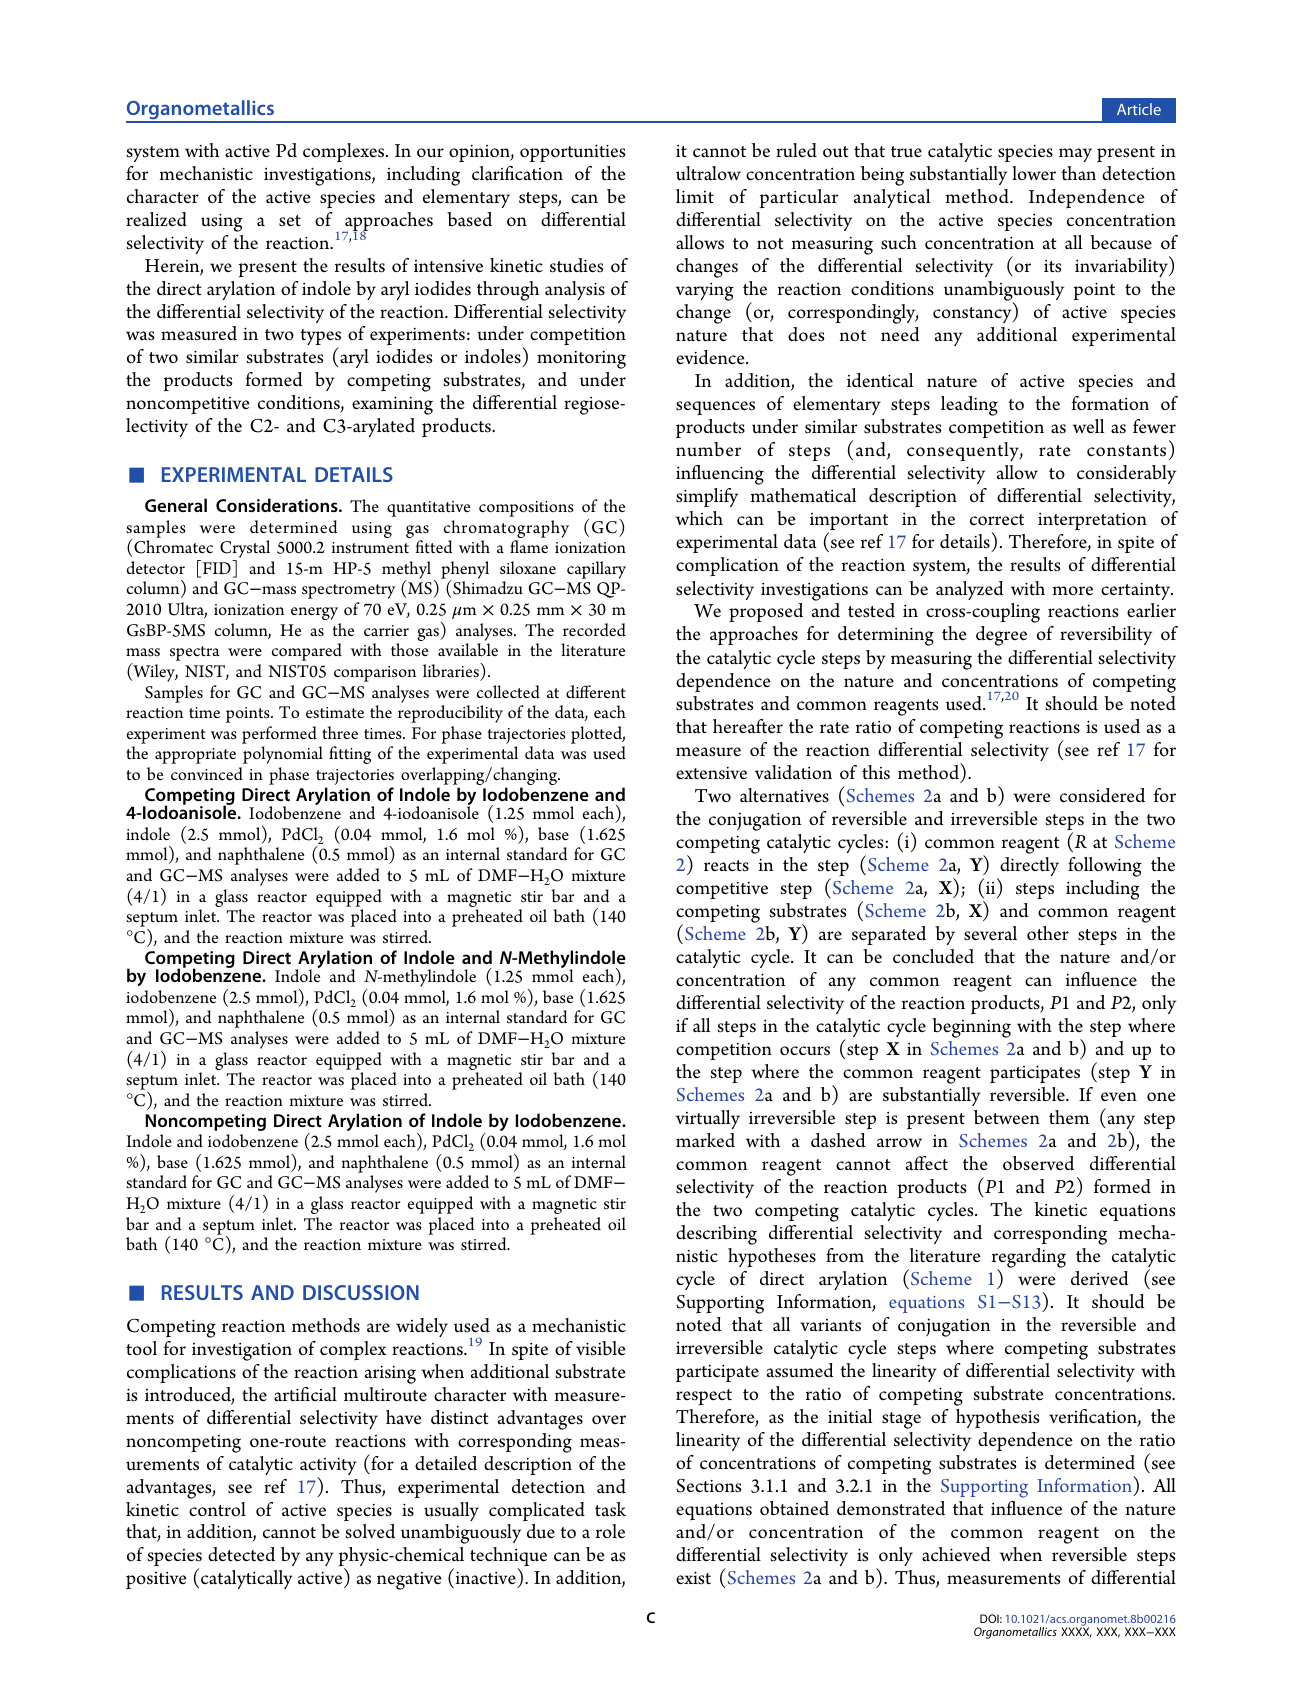 Organometallics
Article
system with active Pd complexes. In our opinion, opportunities
for mechanistic investigations, including clarification of the
character of the active species and elementary steps, can be
realized using a set of approaches based on differential
selectivity of the reaction.17,18
Herein, we present the results of intensive kinetic studies of
the direct arylation of indole by aryl iodides through analysis of
the differential selectivity of the reaction. Differential selectivity
was measured in two types of experiments: under competition
of two similar substrates (aryl iodides or indoles) monitoring
the products formed by competing substrates, and under
noncompetitive conditions, examining the differential regiose-
lectivity of the C2- and C3-arylated products.
■ EXPERIMENTAL DETAILS
General Considerations. The quantitative compositions of the
samples were determined using gas chromatography (GC)
(Chromatec Crystal 5000.2 instrument fitted with a flame ionization
detector [FID] and 15-m HP-5 methyl phenyl siloxane capillary
column) and GC−mass spectrometry (MS) (Shimadzu GC−MS QP-
2010 Ultra, ionization energy of 70 eV, 0.25 μm × 0.25 mm × 30 m
GsBP-5MS column, He as the carrier gas) analyses. The recorded
mass spectra were compared with those available in the literature
(Wiley, NIST, and NIST05 comparison libraries).
Samples for GC and GC−MS analyses were collected at different
reaction time points. To estimate the reproducibility of the data, each
experiment was performed three times. For phase trajectories plotted,
the appropriate polynomial fitting of the experimental data was used
to be convinced in phase trajectories overlapping/changing.
Competing Direct Arylation of Indole by Iodobenzene and
4-Iodoanisole. Iodobenzene and 4-iodoanisole (1.25 mmol each),
indole (2.5 mmol), PdCl2 (0.04 mmol, 1.6 mol %), base (1.625
mmol), and naphthalene (0.5 mmol) as an internal standard for GC
and GC−MS analyses were added to 5 mL of DMF−H2O mixture
(4/1) in a glass reactor equipped with a magnetic stir bar and a
septum inlet. The reactor was placed into a preheated oil bath (140
°C), and the reaction mixture was stirred.
Competing Direct Arylation of Indole and N-Methylindole
by Iodobenzene. Indole and N-methylindole (1.25 mmol each),
iodobenzene (2.5 mmol), PdCl2 (0.04 mmol, 1.6 mol %), base (1.625
mmol), and naphthalene (0.5 mmol) as an internal standard for GC
and GC−MS analyses were added to 5 mL of DMF−H2O mixture
(4/1) in a glass reactor equipped with a magnetic stir bar and a
septum inlet. The reactor was placed into a preheated oil bath (140
°C), and the reaction mixture was stirred.
Noncompeting Direct Arylation of Indole by Iodobenzene.
Indole and iodobenzene (2.5 mmol each), PdCl2 (0.04 mmol, 1.6 mol
%), base (1.625 mmol), and naphthalene (0.5 mmol) as an internal
standard for GC and GC−MS analyses were added to 5 mL of DMF−
H2O mixture (4/1) in a glass reactor equipped with a magnetic stir
bar and a septum inlet. The reactor was placed into a preheated oil
bath (140 °C), and the reaction mixture was stirred.
■ RESULTS AND DISCUSSION
Competing reaction methods are widely used as a mechanistic
tool for investigation of complex reactions.19 In spite of visible
complications of the reaction arising when additional substrate
is introduced, the artificial multiroute character with measure-
ments of differential selectivity have distinct advantages over
noncompeting one-route reactions with corresponding meas-
urements of catalytic activity (for a detailed description of the
advantages, see ref 17). Thus, experimental detection and
kinetic control of active species is usually complicated task
that, in addition, cannot be solved unambiguously due to a role
of species detected by any physic-chemical technique can be as
positive (catalytically active) as negative (inactive). In addition,
it cannot be ruled out that true catalytic species may present in
ultralow concentration being substantially lower than detection
limit of particular analytical method. Independence of
differential selectivity on the active species concentration
allows to not measuring such concentration at all because of
changes of the differential selectivity (or its invariability)
varying the reaction conditions unambiguously point to the
change (or, correspondingly, constancy) of active species
nature that does not need any additional experimental
evidence.
In addition, the identical nature of active species and
sequences of elementary steps leading to the formation of
products under similar substrates competition as well as fewer
number of steps (and, consequently, rate constants)
influencing the differential selectivity allow to considerably
simplify mathematical description of differential selectivity,
which can be important in the correct interpretation of
experimental data (see ref 17 for details). Therefore, in spite of
complication of the reaction system, the results of differential
selectivity investigations can be analyzed with more certainty.
We proposed and tested in cross-coupling reactions earlier
the approaches for determining the degree of reversibility of
the catalytic cycle steps by measuring the differential selectivity
dependence on the nature and concentrations of competing
substrates and common reagents used.17,20 It should be noted
that hereafter the rate ratio of competing reactions is used as a
measure of the reaction differential selectivity (see ref 17 for
extensive validation of this method).
Two alternatives (Schemes 2a and b) were considered for
the conjugation of reversible and irreversible steps in the two
competing catalytic cycles: (i) common reagent (R at Scheme
2) reacts in the step (Scheme 2a, Y) directly following the
competitive step (Scheme 2a, X); (ii) steps including the
competing substrates (Scheme 2b, X) and common reagent
(Scheme 2b, Y) are separated by several other steps in the
catalytic cycle. It can be concluded that the nature and/or
concentration of any common reagent can influence the
differential selectivity of the reaction products, P1 and P2, only
if all steps in the catalytic cycle beginning with the step where
competition occurs (step X in Schemes 2a and b) and up to
the step where the common reagent participates (step Y in
Schemes 2a and b) are substantially reversible. If even one
virtually irreversible step is present between them (any step
marked with a dashed arrow in Schemes 2a and 2b), the
common reagent cannot affect the observed differential
selectivity of the reaction products (P1 and P2) formed in
the two competing catalytic cycles. The kinetic equations
describing differential selectivity and corresponding mecha-
nistic hypotheses from the literature regarding the catalytic
cycle of direct arylation (Scheme 1) were derived (see
Supporting Information, equations S1−S13). It should be
noted that all variants of conjugation in the reversible and
irreversible catalytic cycle steps where competing substrates
participate assumed the linearity of differential selectivity with
respect to the ratio of competing substrate concentrations.
Therefore, as the initial stage of hypothesis verification, the
linearity of the differential selectivity dependence on the ratio
of concentrations of competing substrates is determined (see
Sections 3.1.1 and 3.2.1 in the Supporting Information). All
equations obtained demonstrated that influence of the nature
and/or concentration of the common reagent on the
differential selectivity is only achieved when reversible steps
exist (Schemes 2a and b). Thus, measurements of differential
C
DOI: 10.1021/acs.organomet.8b00216
Organometallics XXXX, XXX, XXX−XXX